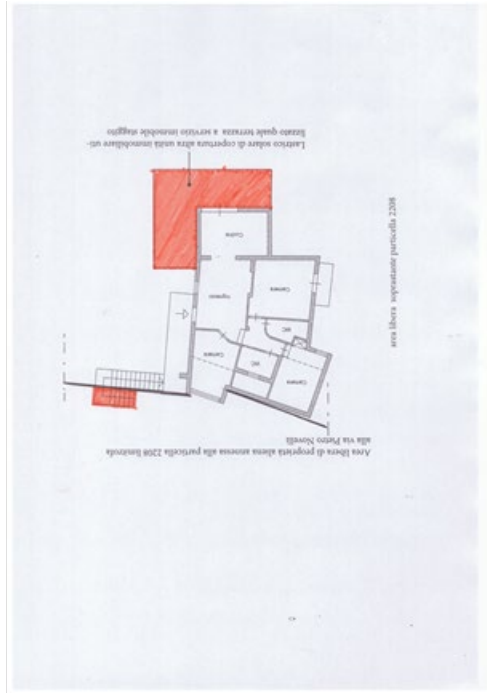 Area libera di proprietà aliena annessa alla particella 2208 limitrofa
alla via Pietro Novelli
Camera
WC
Camera
WC
Camera
Ingresso
Cucina
Lastrico solare di copertura altra unità immobiliare uti-
lizzato quale terrazza a servizio immobile staggito
area libera soprastante particella 2208